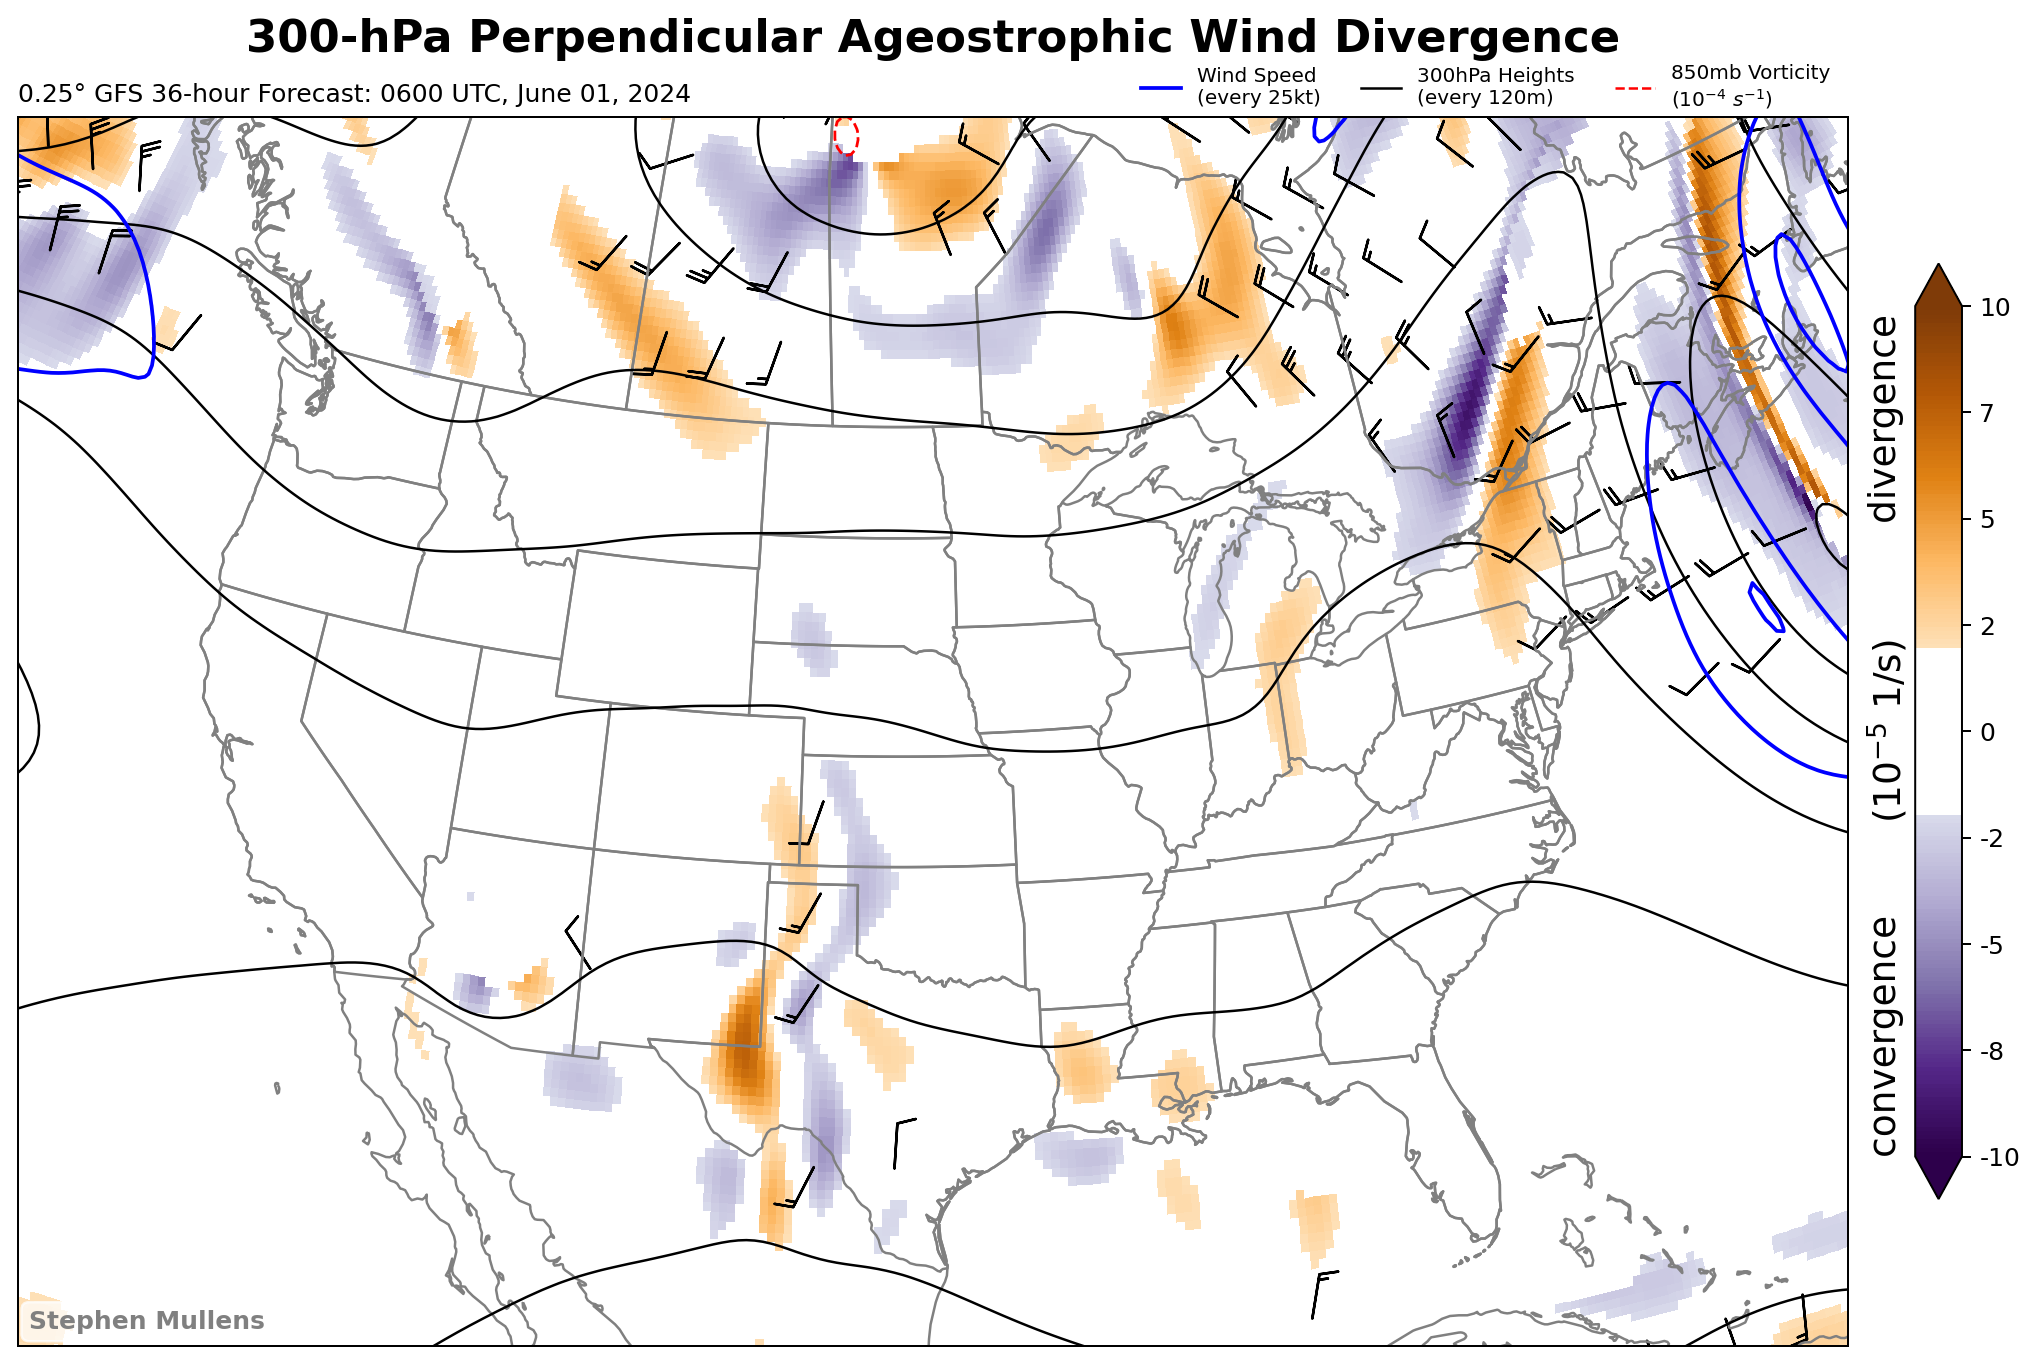 300-hPa Perpendicular Ageostrophic Wind Divergence
0.25° GFS 36-hour Forecast: 0600 UTC, June 01, 2024
Wind Speed
(every 25kt)
300hPa Heights
(every 120m)
850mb Vorticity
(10⁻⁴ s⁻¹)
10
7
5
2
0
-2
-5
-8
-10
convergence (10⁻⁵ 1/s) divergence
Stephen Mullens